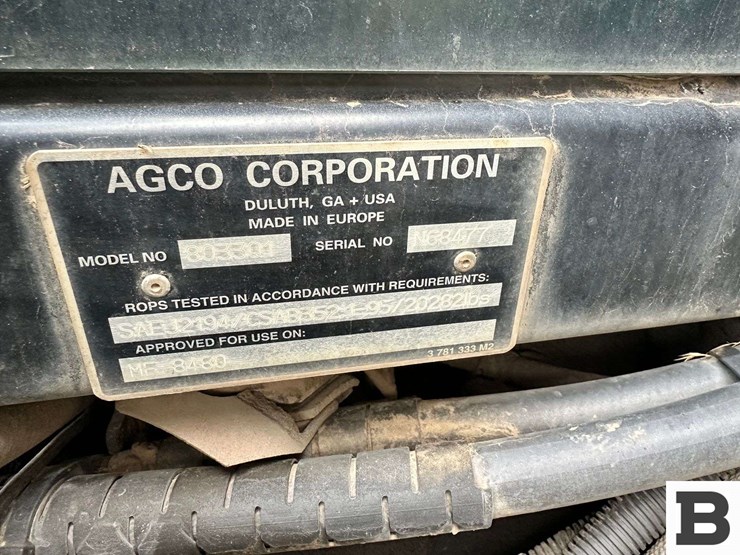 AGCO CORPORATION
DULUTH, GA + USA
MADE IN EUROPE
MODEL NO SERIAL NO N68477
ROPS TESTED IN ACCORDANCE WITH REQUIREMENTS:
APPROVED FOR USE ON:
MF 8480
3 781 333 M2
B